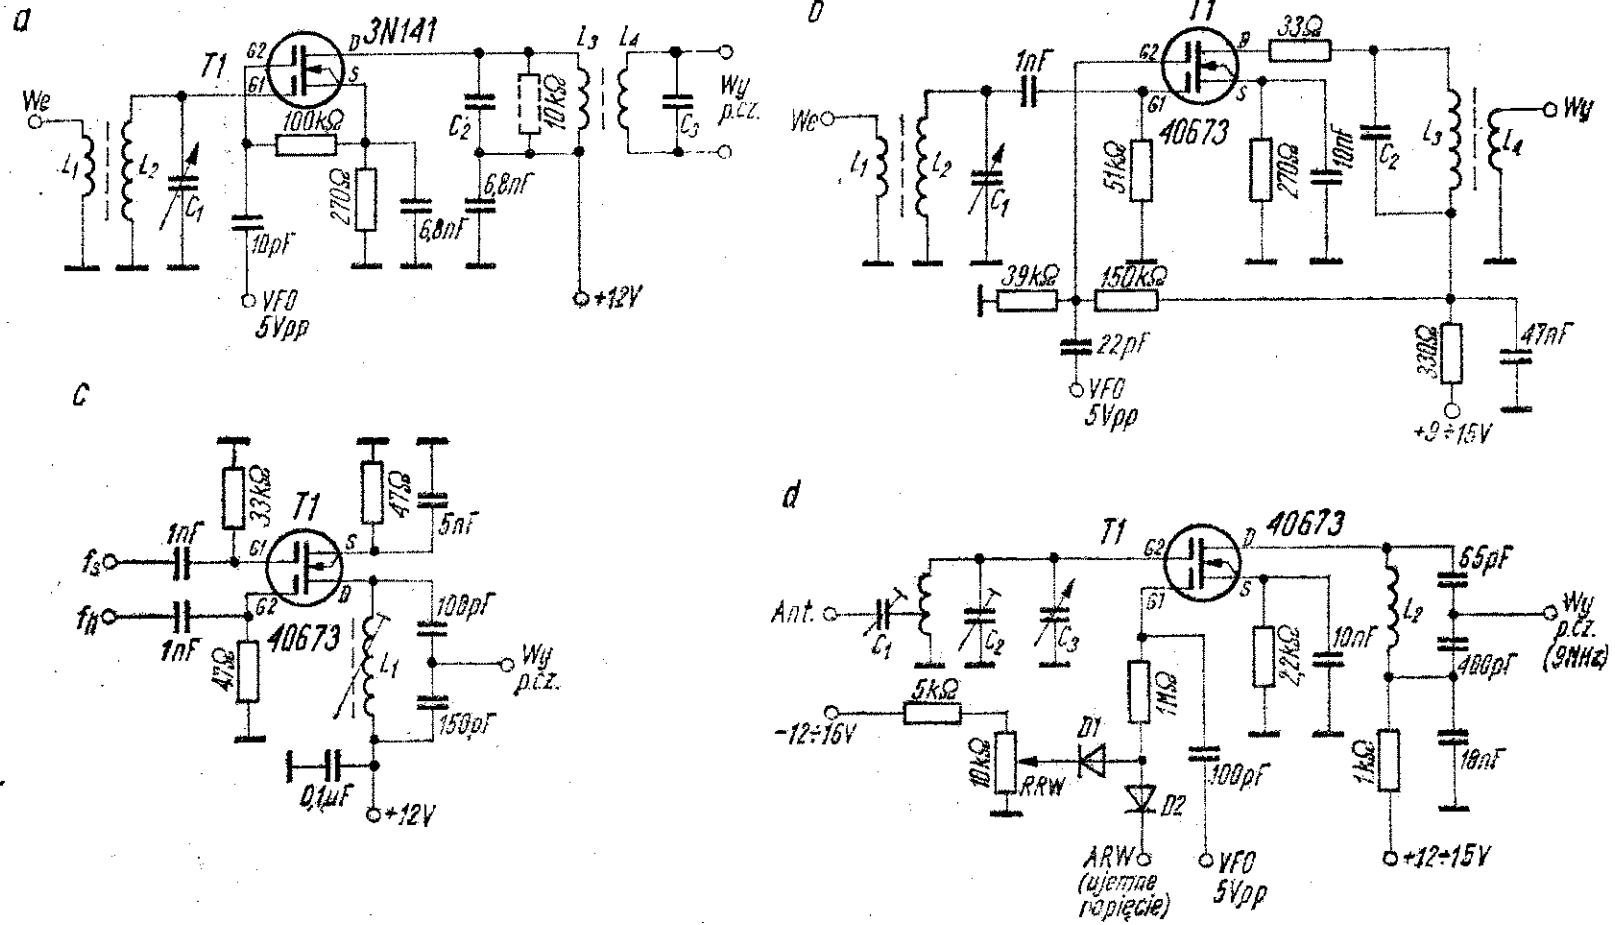 a
T1
3N141
G2
D
G1
S
We
L1
L2
C1
100kΩ
270Ω
10pF
6,8nF
VFO
5Vpp
C2
10kΩ
6,8nF
L3
L4
C3
Wy
p.cz.
+12V
b
T1
G2
D
33Ω
1nF
G1
S
40673
We
L1
L2
C1
51kΩ
270Ω
10nF
C2
L3
L4
Wy
39kΩ
150kΩ
22pF
VFO
5Vpp
330Ω
47nF
+9÷15V
c
33kΩ
T1
47Ω
5nF
1nF
G1
S
fs
fh
G2
D
1nF
40673
47Ω
L1
100pF
Wy
p.cz.
150pF
0,1µF
+12V
d
T1
40673
G2
D
G1
S
Ant.
C1
C2
C3
5kΩ
-12÷16V
10kΩ
RRW
D1
D2
1MΩ
100pF
ARW
(ujemne
napięcie)
VFO
5Vpp
2,2kΩ
10nF
L2
65pF
Wy
p.cz.
(9MHz)
400pF
1kΩ
18nF
+12÷15V